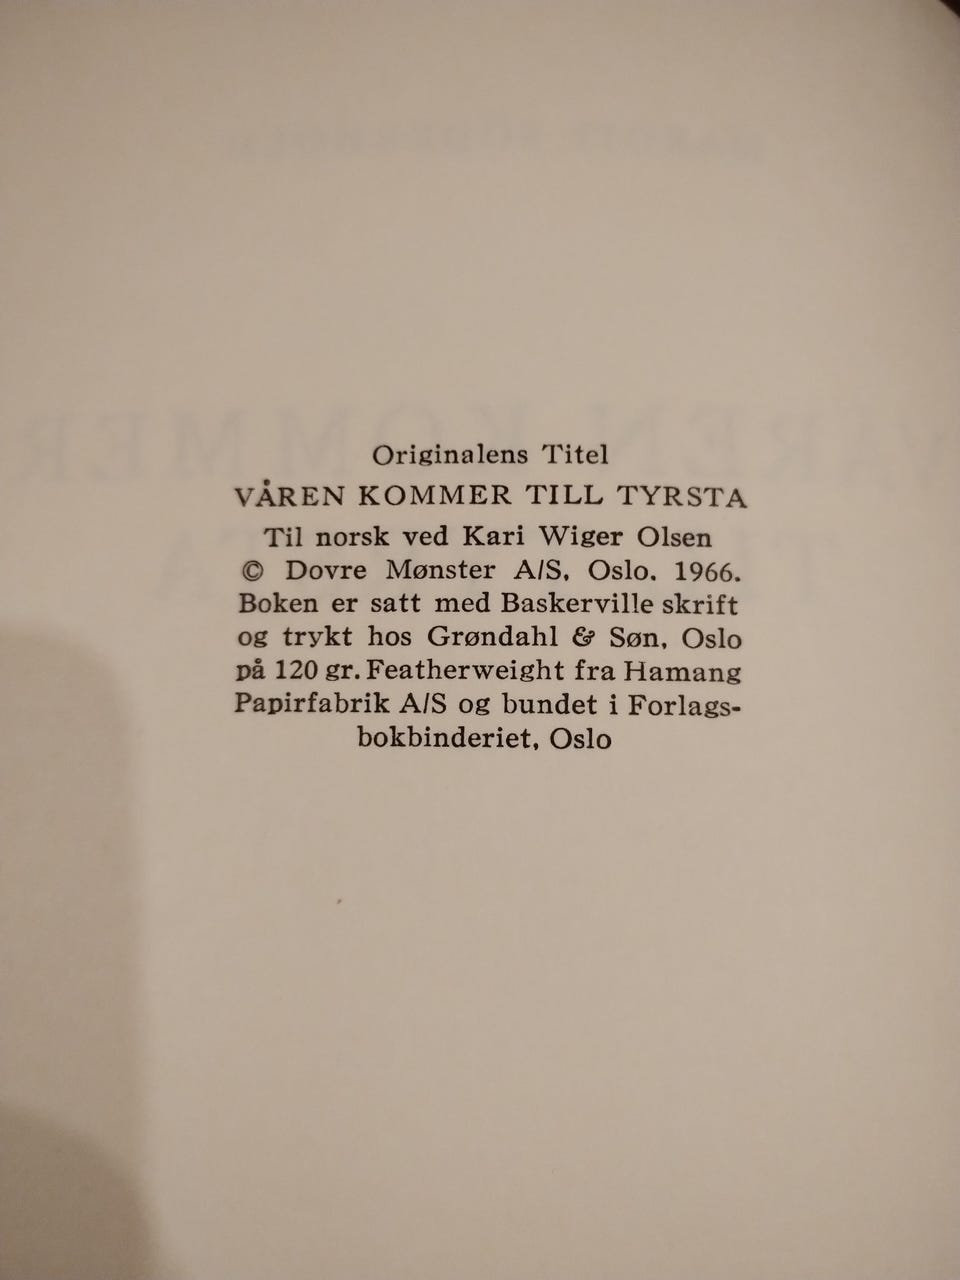 Originalens Titel
VÅREN KOMMER TILL TYRSTA
Til norsk ved Kari Wiger Olsen
© Dovre Mønster A/S, Oslo. 1966.
Boken er satt med Baskerville skrift
og trykt hos Grøndahl & Søn, Oslo
på 120 gr. Featherweight fra Hamang
Papirfabrik A/S og bundet i Forlags-
bokbinderiet, Oslo